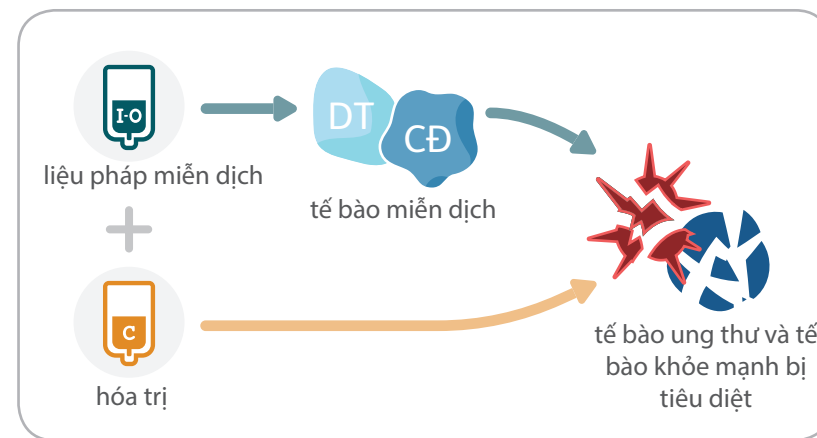 I-O
liệu pháp miễn dịch
DT
CĐ
tế bào miễn dịch
C
hóa trị
tế bào ung thư và tế
bào khỏe mạnh bị
tiêu diệt